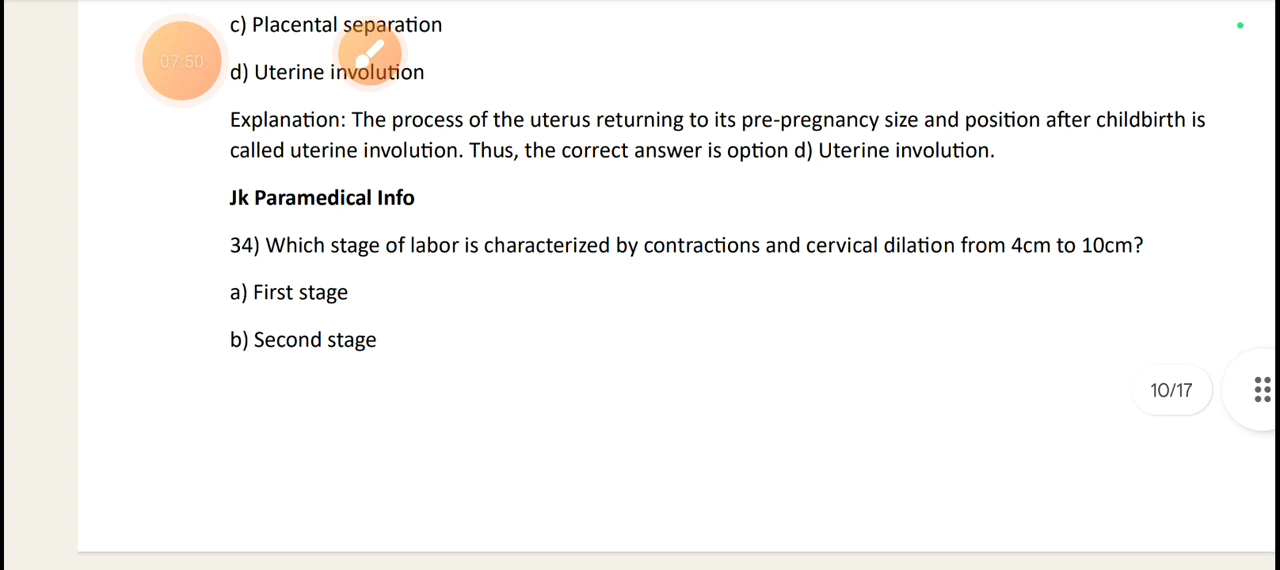 c) Placental separation
07:50
d) Uterine involution
Explanation: The process of the uterus returning to its pre-pregnancy size and position after childbirth is
called uterine involution. Thus, the correct answer is option d) Uterine involution.
Jk Paramedical Info
34) Which stage of labor is characterized by contractions and cervical dilation from 4cm to 10cm?
a) First stage
b) Second stage
10/17